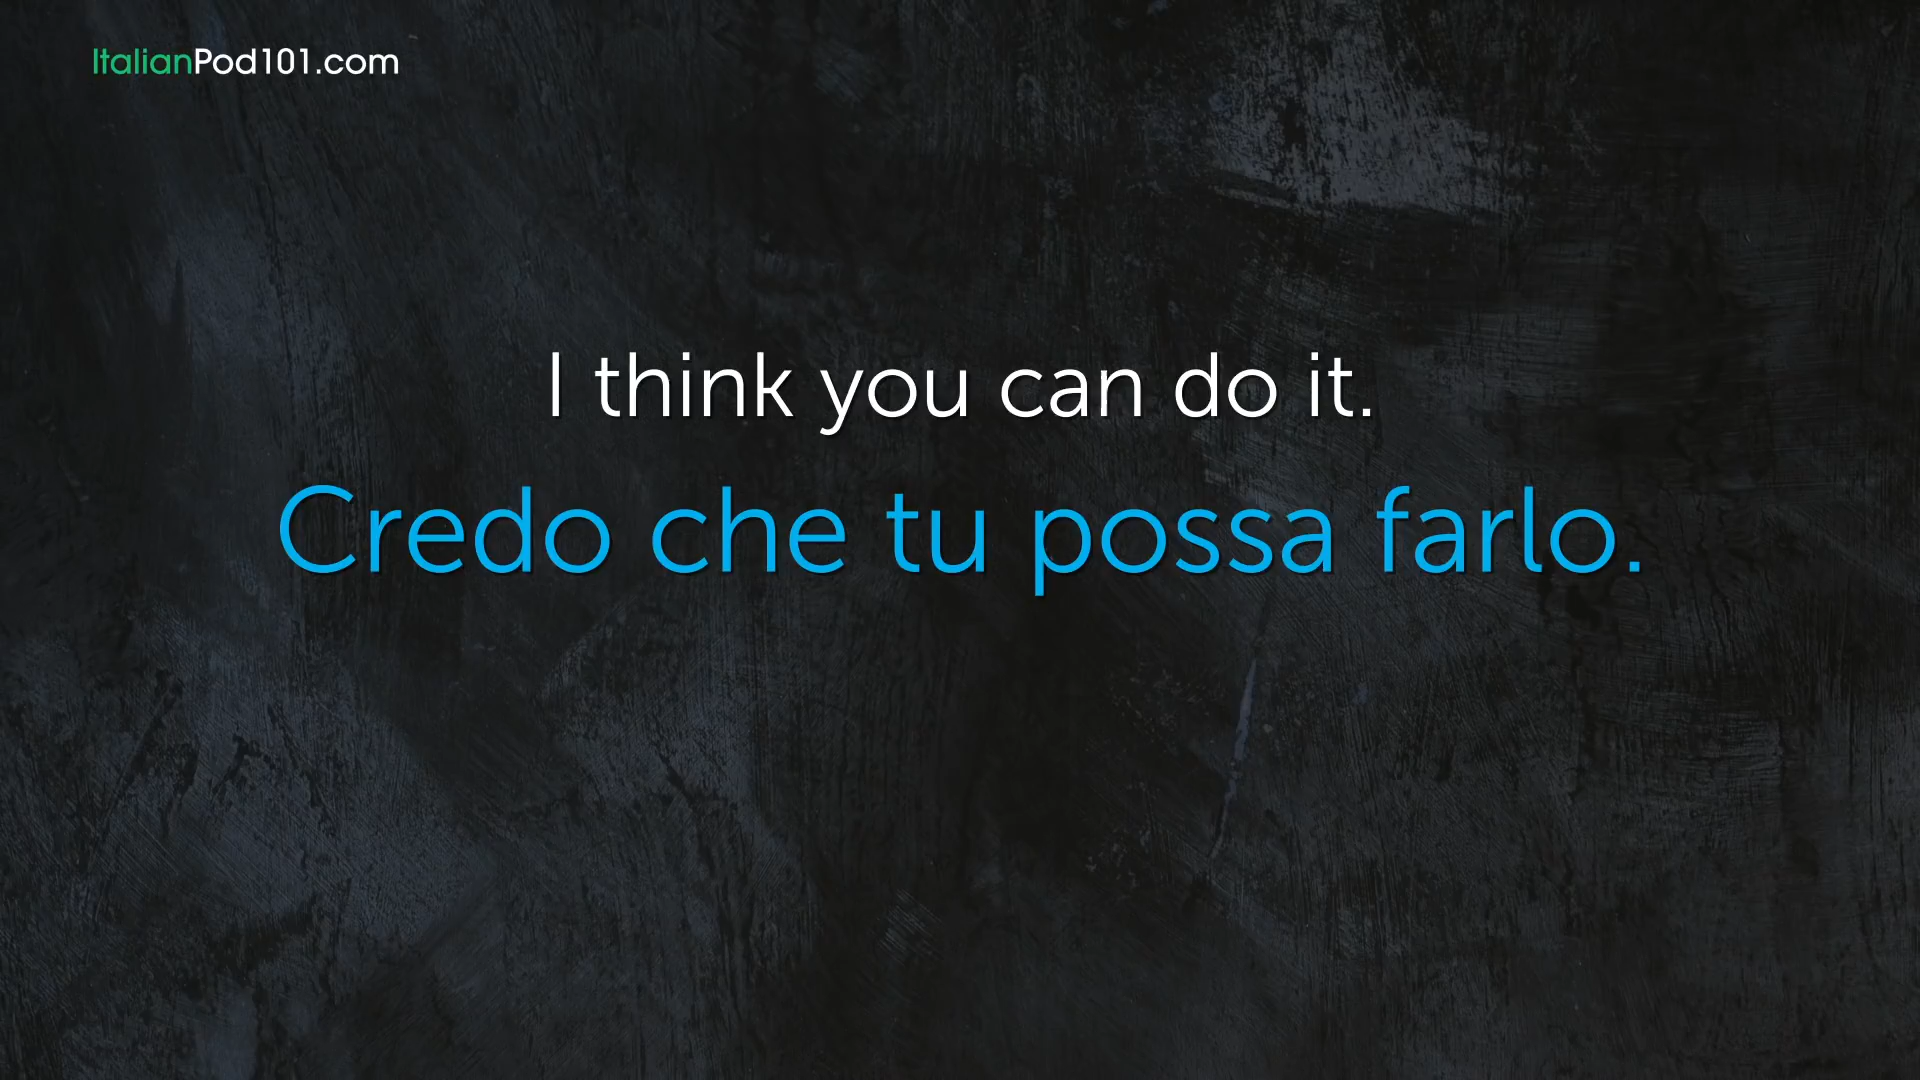 ItalianPod101.com
I think you can do it.
Credo che tu possa farlo.